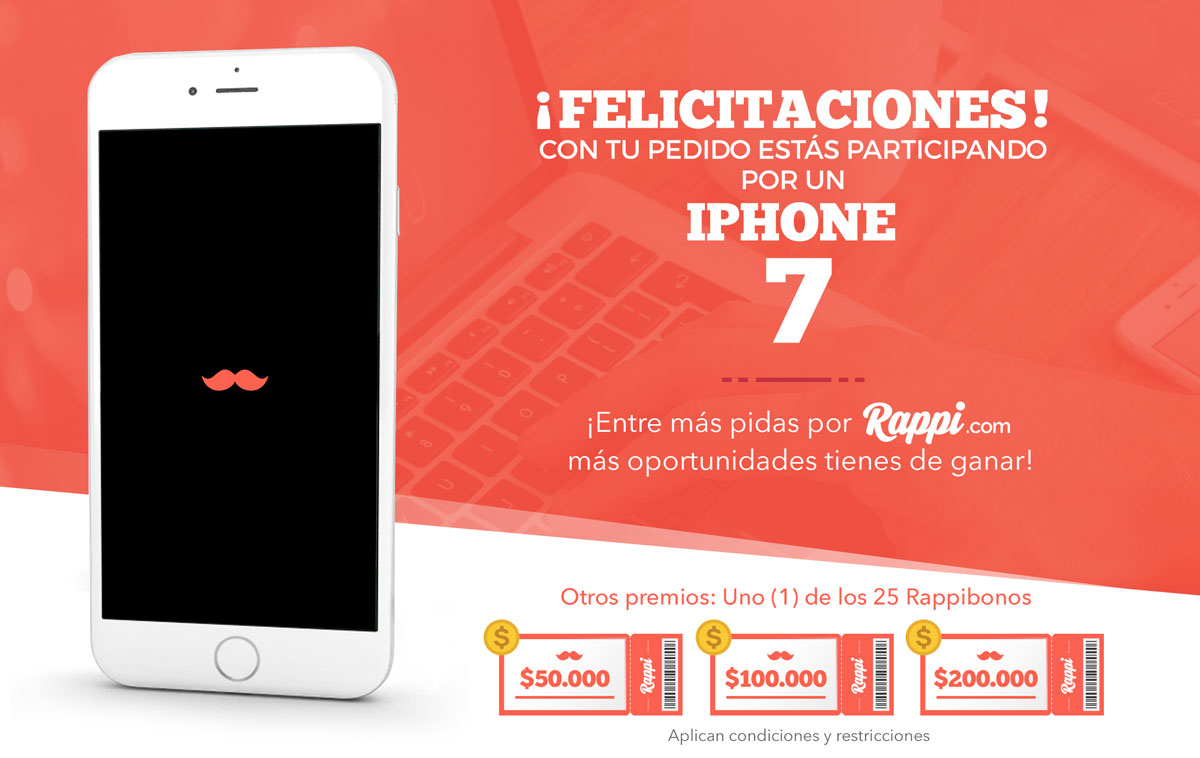 ¡FELICITACIONES!
CON TU PEDIDO ESTÁS PARTICIPANDO
POR UN
IPHONE
7
¡Entre más pidas por Rappi.com
más oportunidades tienes de ganar!
Otros premios: Uno (1) de los 25 Rappibonos
$ $50.000 Rappi
$ $100.000 Rappi
$ $200.000 Rappi
Aplican condiciones y restricciones